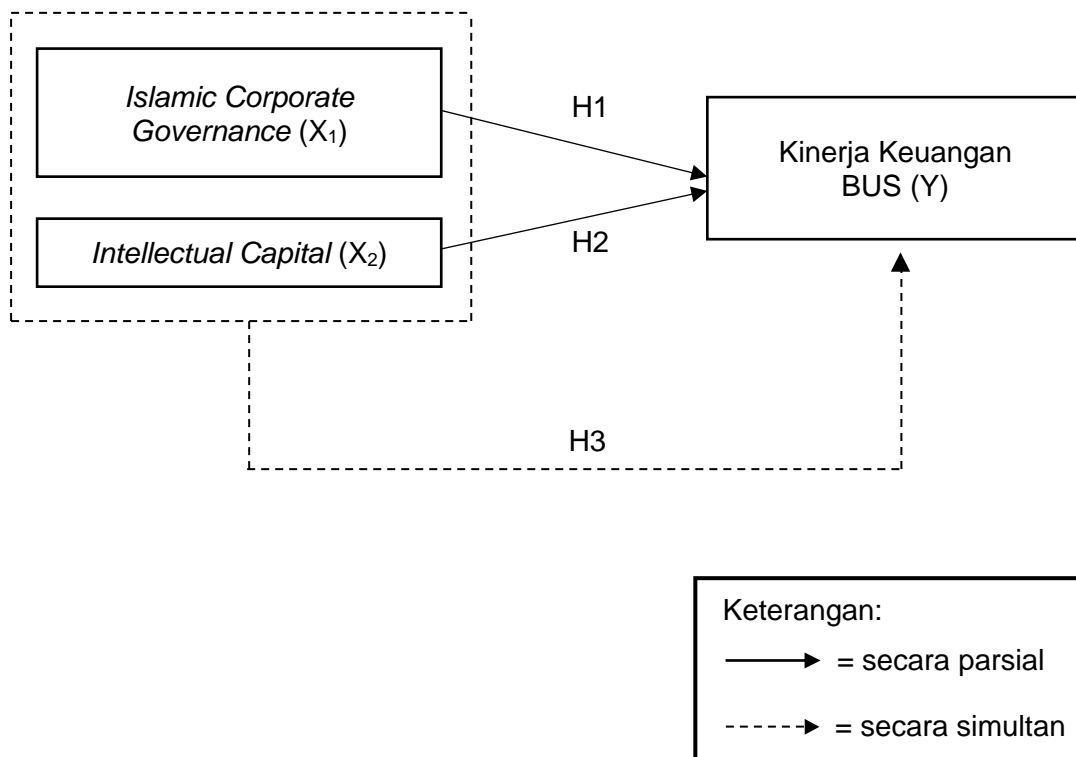 Islamic Corporate
Governance (X₁)
Intellectual Capital (X₂)
H1
H2
Kinerja Keuangan
BUS (Y)
H3
Keterangan:
= secara parsial
= secara simultan